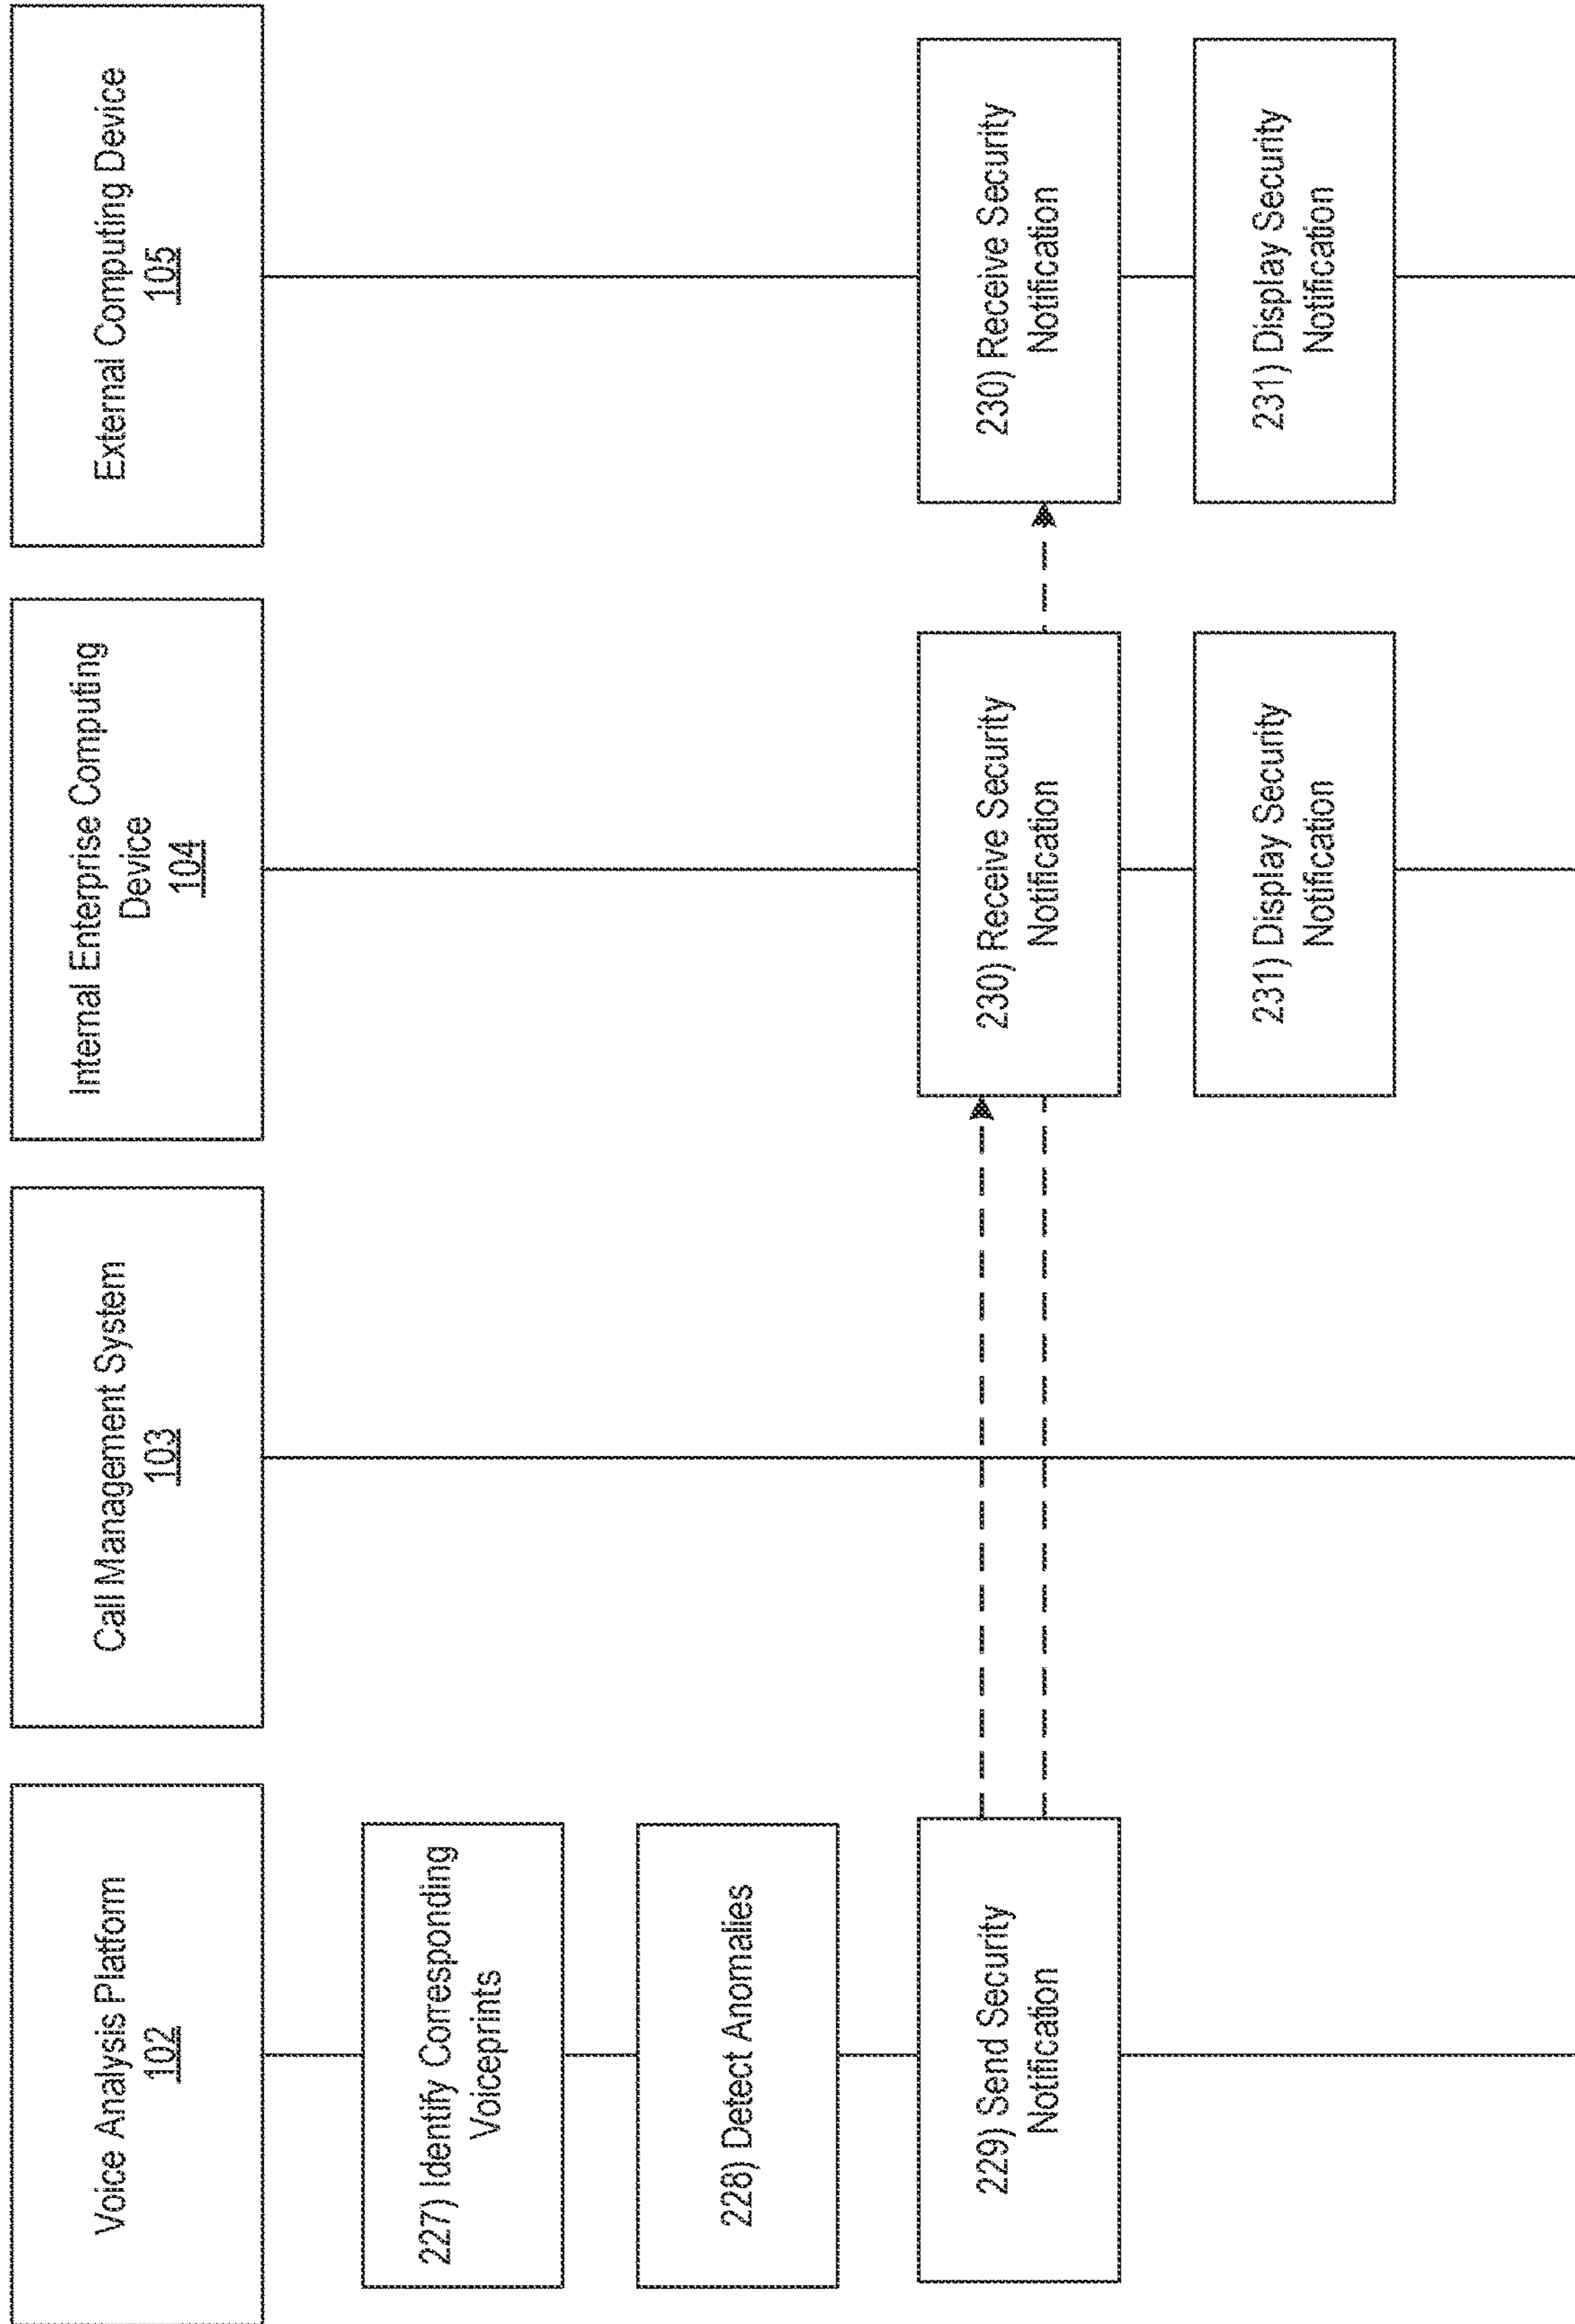 Voice Analysis Platform
102
Call Management System
103
Internal Enterprise Computing
Device
104
External Computing Device
105
227) Identify Corresponding
Voiceprints
228) Detect Anomalies
229) Send Security
Notification
230) Receive Security
Notification
230) Receive Security
Notification
231) Display Security
Notification
231) Display Security
Notification